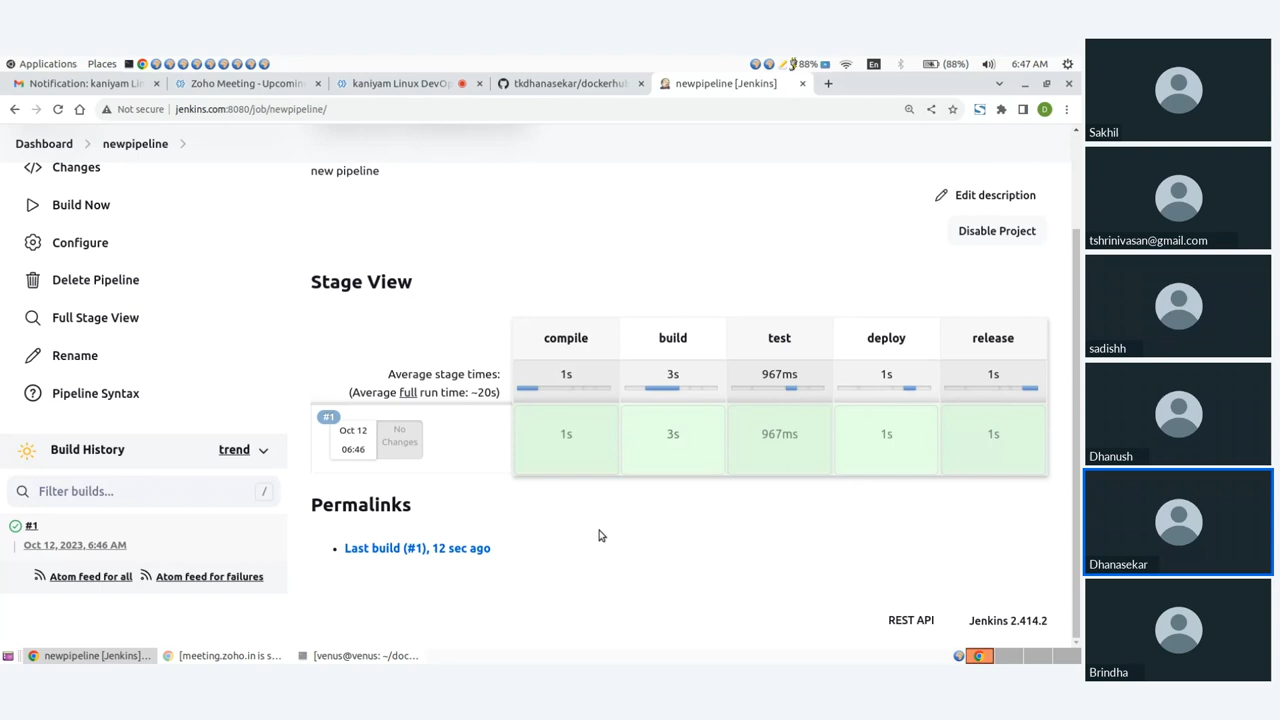 Applications Places 88% En (88%) 6:47 AM
Notification: kaniyam Lin Zoho Meeting - Upcomin kaniyam Linux DevO tkdhanasekar/dockerhub newpipeline [Jenkins]
Not secure jenkins.com:8080/job/newpipeline/ D
Dashboard newpipeline
Changes
Build Now
Configure
Delete Pipeline
Full Stage View
Rename
Pipeline Syntax
Build History trend
Filter builds... /
#1
Oct 12, 2023, 6:46 AM
Atom feed for all Atom feed for failures
new pipeline
Edit description
Disable Project
Stage View
compile build test deploy release
Average stage times: 1s 3s 967ms 1s 1s
(Average full run time: ~20s)
#1
Oct 12
06:46
No
Changes
1s 3s 967ms 1s 1s
Permalinks
Last build (#1), 12 sec ago
REST API Jenkins 2.414.2
newpipeline [Jenkins]... [meeting.zoho.in is s... [venus@venus: ~/doc...
Sakhil
tshrinivasan@gmail.com
sadishh
Dhanush
Dhanasekar
Brindha